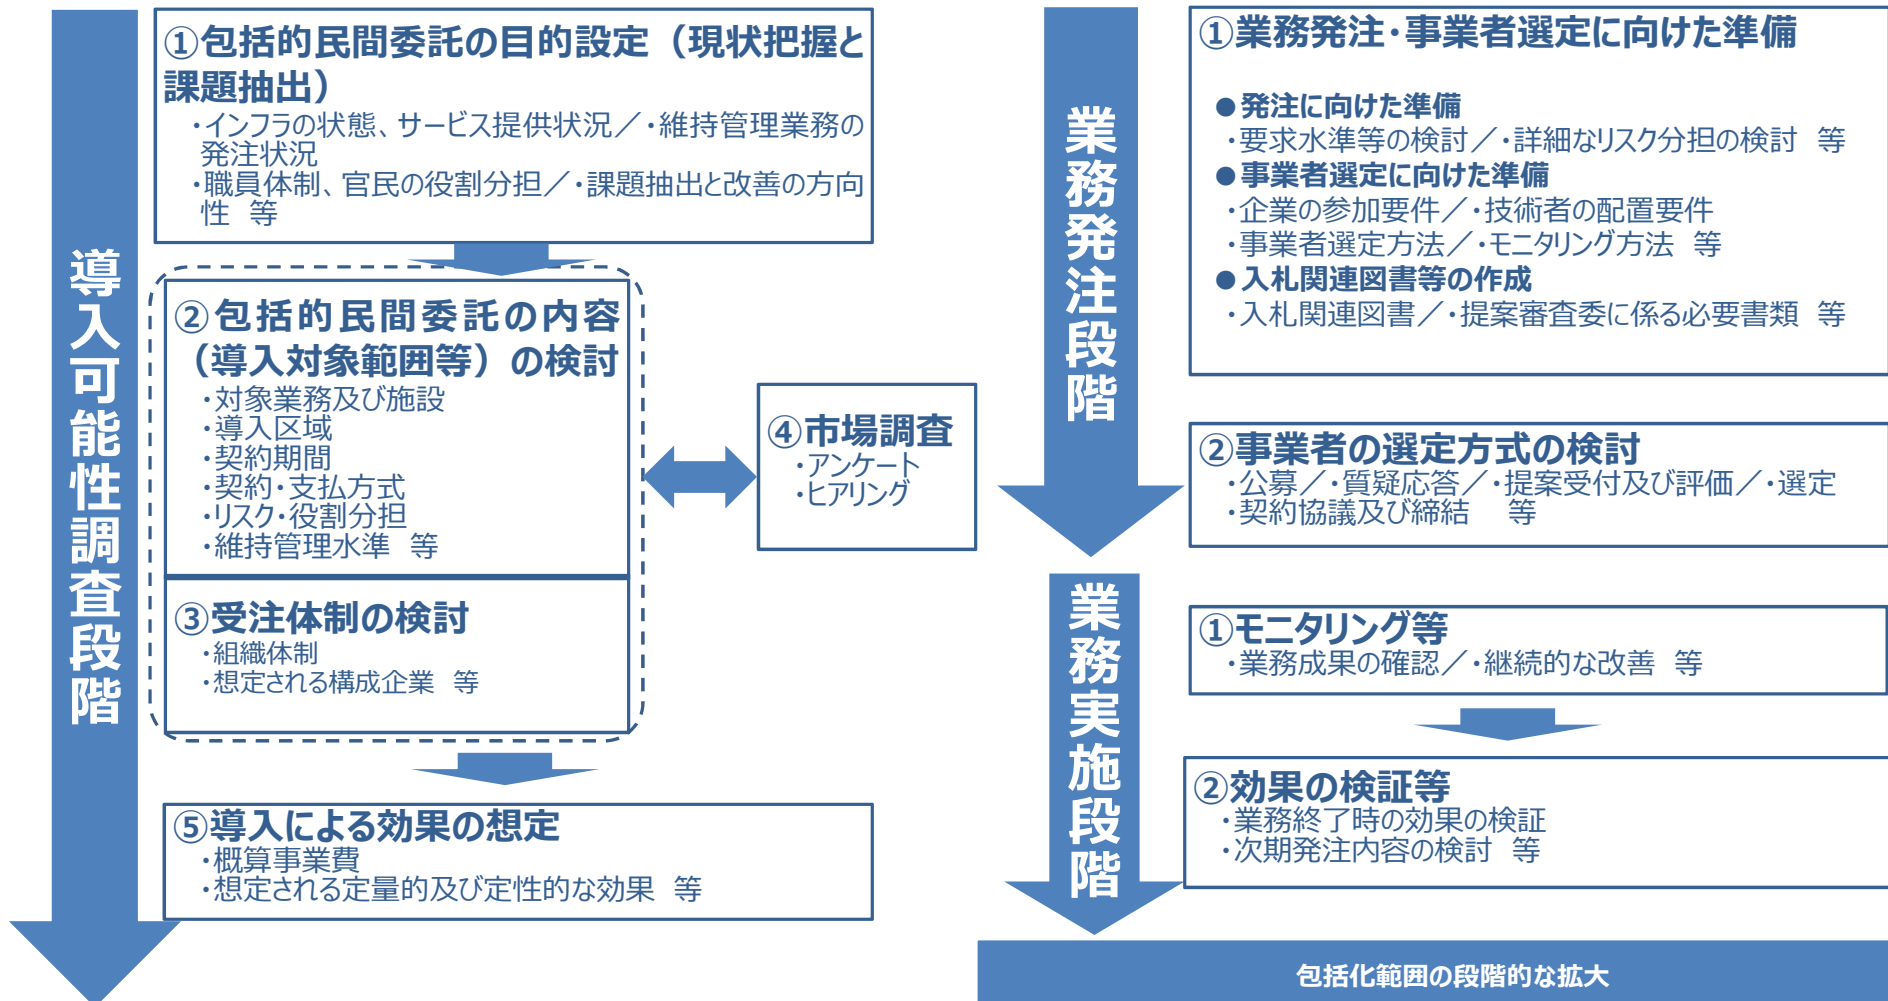 導入可能性調査段階
①包括的民間委託の目的設定（現状把握と
課題抽出）
・インフラの状態、サービス提供状況／・維持管理業務の
発注状況
・職員体制、官民の役割分担／・課題抽出と改善の方向
性　等
②包括的民間委託の内容
（導入対象範囲等）の検討
・対象業務及び施設
・導入区域
・契約期間
・契約・支払方式
・リスク・役割分担
・維持管理水準　等
③受注体制の検討
・組織体制
・想定される構成企業　等
④市場調査
・アンケート
・ヒアリング
⑤導入による効果の想定
・概算事業費
・想定される定量的及び定性的な効果　等
業務発注段階
①業務発注・事業者選定に向けた準備
●発注に向けた準備
・要求水準等の検討／・詳細なリスク分担の検討　等
●事業者選定に向けた準備
・企業の参加要件／・技術者の配置要件
・事業者選定方法／・モニタリング方法　等
●入札関連図書等の作成
・入札関連図書／・提案審査委に係る必要書類　等
②事業者の選定方式の検討
・公募／・質疑応答／・提案受付及び評価／・選定
・契約協議及び締結　等
業務実施段階
①モニタリング等
・業務成果の確認／・継続的な改善　等
②効果の検証等
・業務終了時の効果の検証
・次期発注内容の検討　等
包括化範囲の段階的な拡大